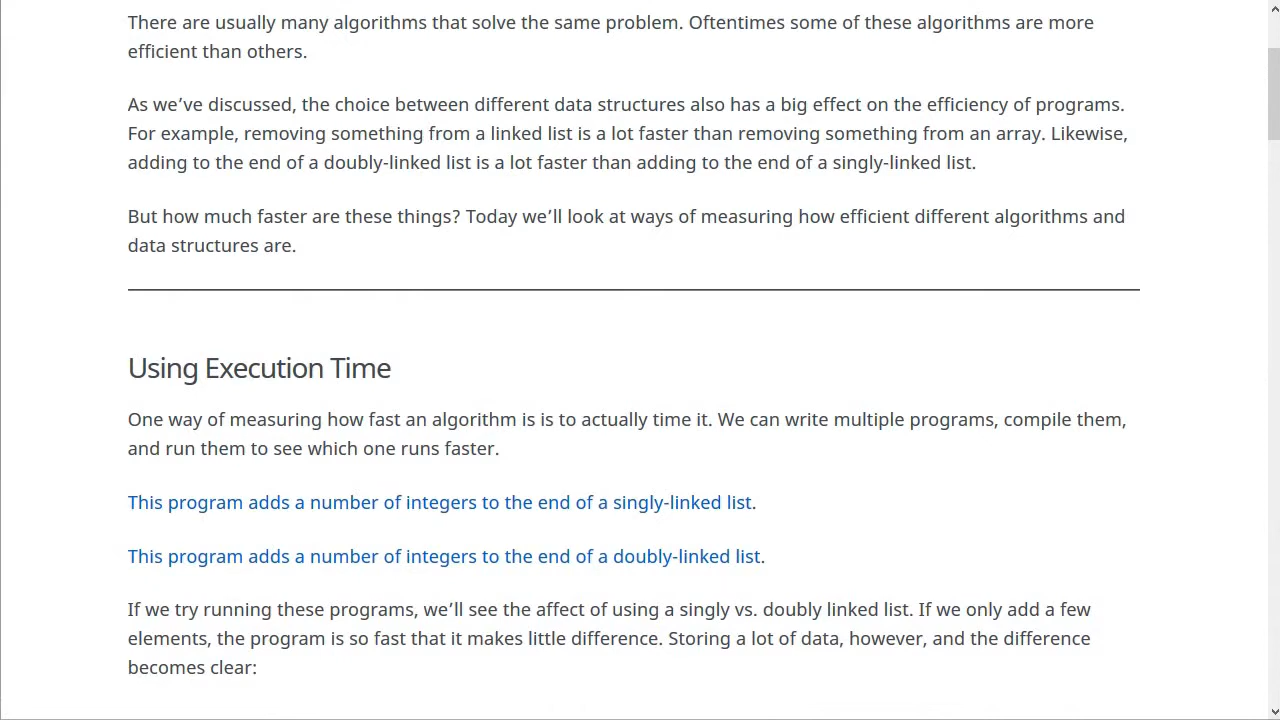 There are usually many algorithms that solve the same problem. Oftentimes some of these algorithms are more
efficient than others.
As we’ve discussed, the choice between different data structures also has a big effect on the efficiency of programs.
For example, removing something from a linked list is a lot faster than removing something from an array. Likewise,
adding to the end of a doubly-linked list is a lot faster than adding to the end of a singly-linked list.
But how much faster are these things? Today we’ll look at ways of measuring how efficient different algorithms and
data structures are.
Using Execution Time
One way of measuring how fast an algorithm is is to actually time it. We can write multiple programs, compile them,
and run them to see which one runs faster.
This program adds a number of integers to the end of a singly-linked list.
This program adds a number of integers to the end of a doubly-linked list.
If we try running these programs, we’ll see the affect of using a singly vs. doubly linked list. If we only add a few
elements, the program is so fast that it makes little difference. Storing a lot of data, however, and the difference
becomes clear: